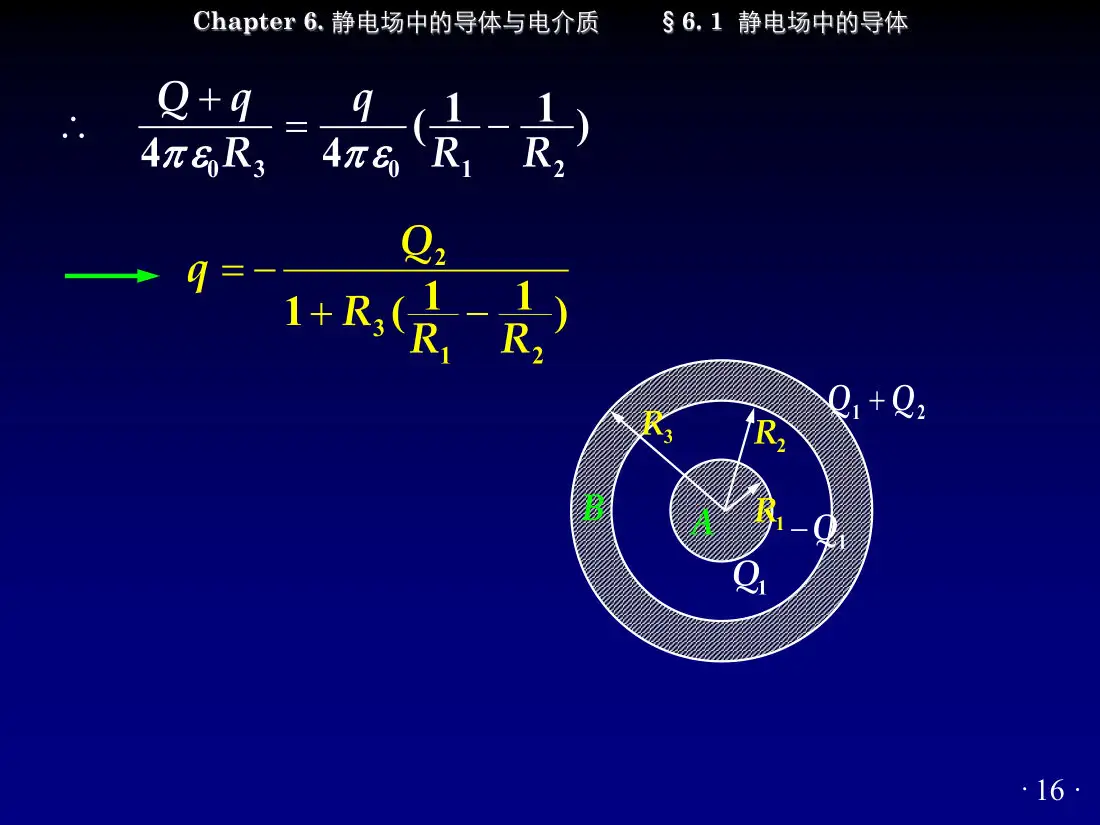 Chapter 6. 静电场中的导体与电介质 § 6. 1 静电场中的导体
∴ (Q + q)/(4πε₀R₃) = q/(4πε₀) (1/R₁ − 1/R₂)
q = − Q₂/(1 + R₃(1/R₁ − 1/R₂))
Q₁ + Q₂
R₃
R₂
B
A
R₁
− Q₁
Q₁
· 16 ·